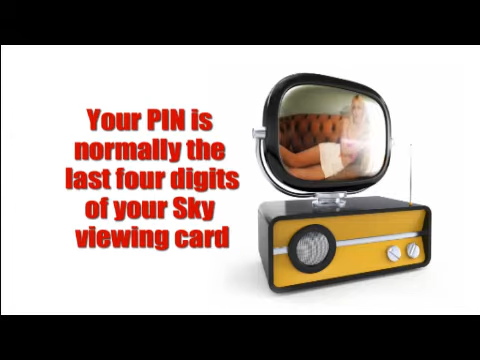 Your PIN is
normally the
last four digits
of your Sky
viewing card